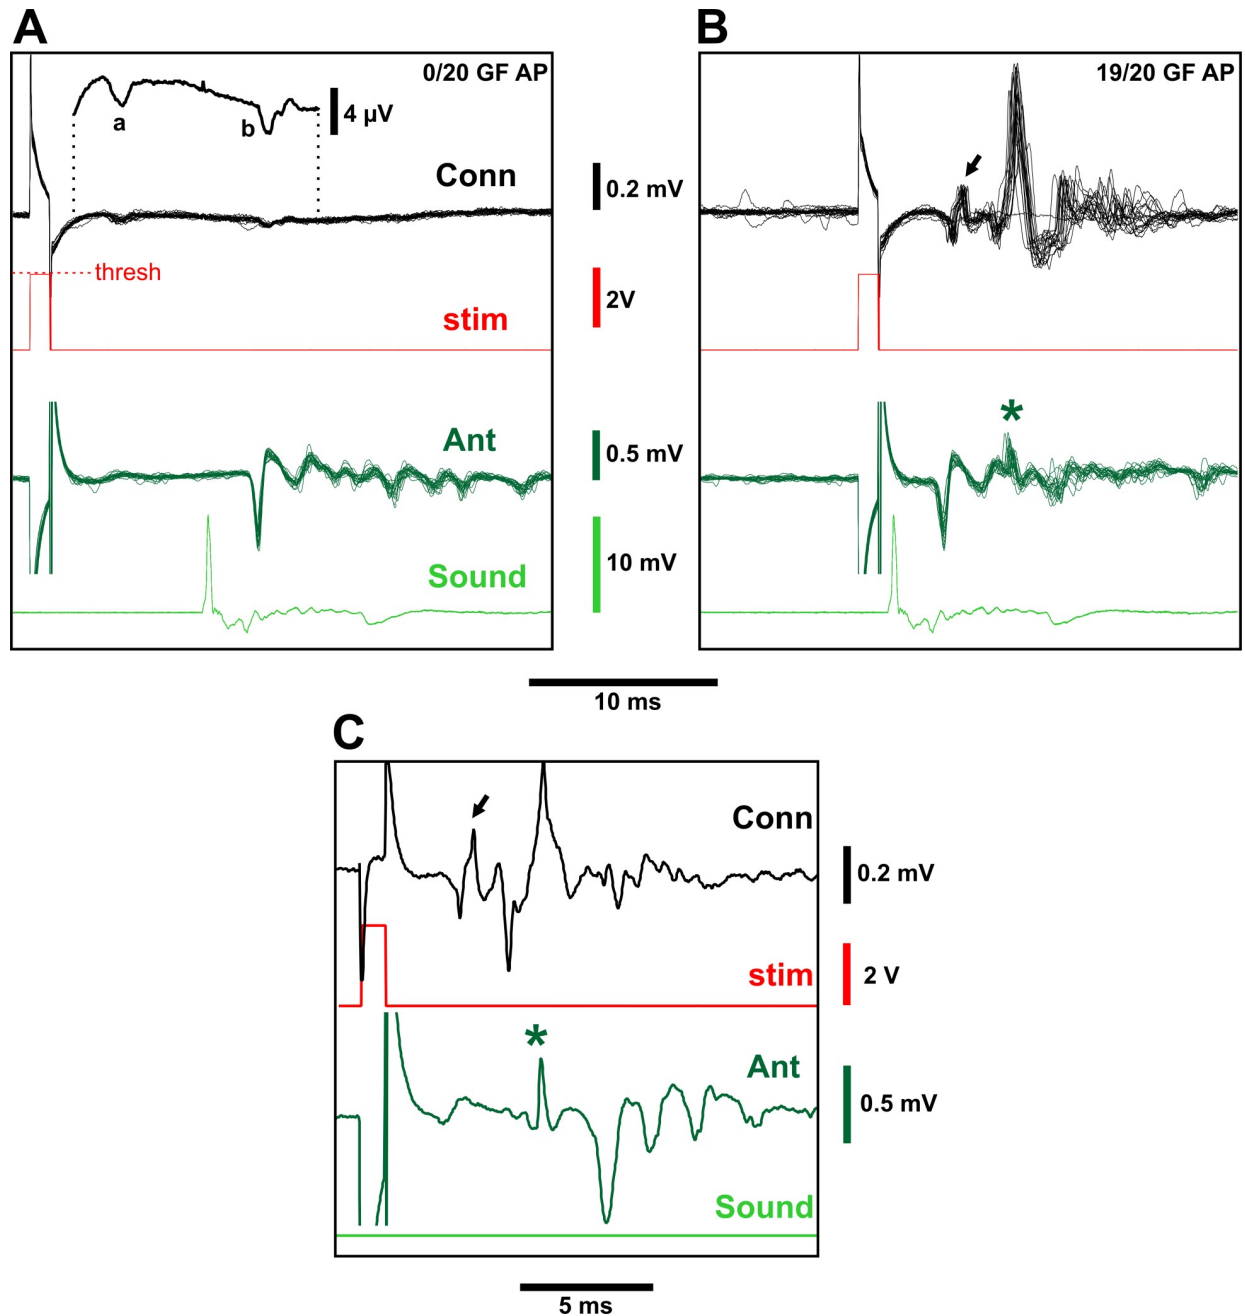 A
B
0/20 GF AP
19/20 GF AP
a
b
4 µV
Conn
0.2 mV
thresh
2V
stim
*
Ant
0.5 mV
10 mV
Sound
10 ms
C
Conn
0.2 mV
stim
2 V
*
Ant
0.5 mV
Sound
5 ms